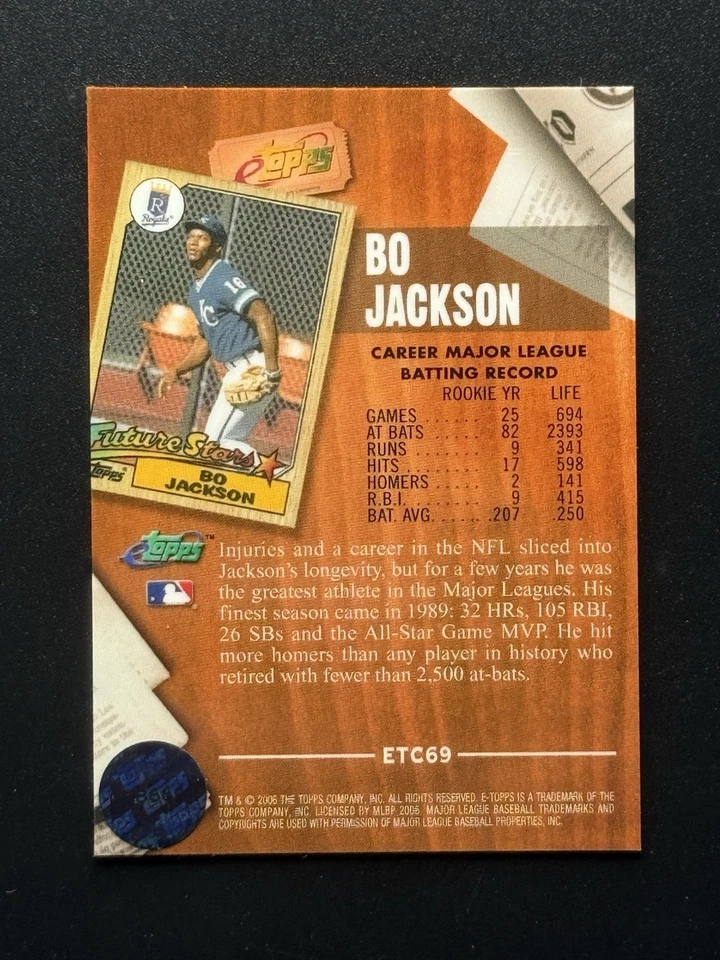 etopps
R
Royals
KC
16
Future Stars
TOPPS
BO
JACKSON
BO
JACKSON
CAREER MAJOR LEAGUE
BATTING RECORD
ROOKIE YR LIFE
GAMES ...... 25 694
AT BATS ..... 82 2393
RUNS ....... 9 341
HITS ........ 17 598
HOMERS ..... 2 141
R.B.I. ........ 9 415
BAT. AVG. ..... .207 .250
etopps™
Injuries and a career in the NFL sliced into
Jackson's longevity, but for a few years he was
the greatest athlete in the Major Leagues. His
finest season came in 1989: 32 HRs, 105 RBI,
26 SBs and the All-Star Game MVP. He hit
more homers than any player in history who
retired with fewer than 2,500 at-bats.
ETC69
TM & © 2006 THE TOPPS COMPANY, INC. ALL RIGHTS RESERVED. E-TOPPS IS A TRADEMARK OF THE
TOPPS COMPANY, INC. LICENSED BY MLBP 2006. MAJOR LEAGUE BASEBALL TRADEMARKS AND
COPYRIGHTS ARE USED WITH PERMISSION OF MAJOR LEAGUE BASEBALL PROPERTIES, INC.